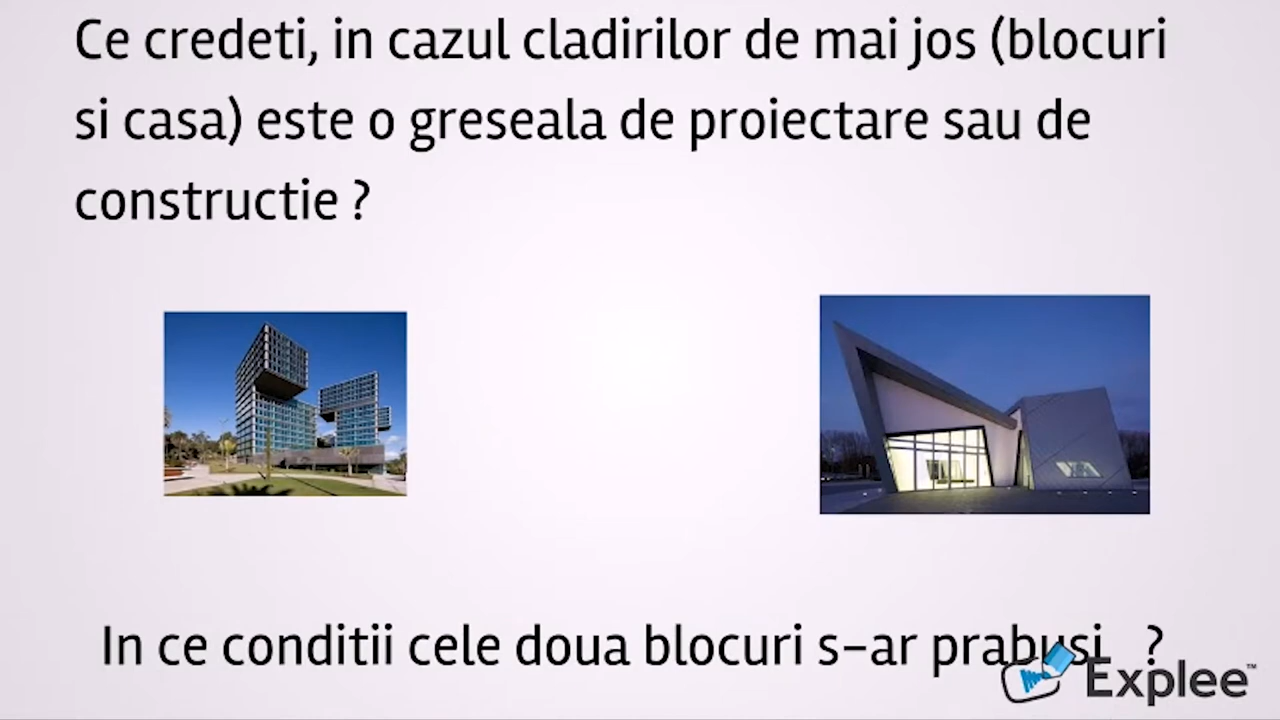 Ce credeti, in cazul cladirilor de mai jos (blocuri
si casa) este o greseala de proiectare sau de
constructie ?
In ce conditii cele doua blocuri s-ar prabusi ?
Explee™